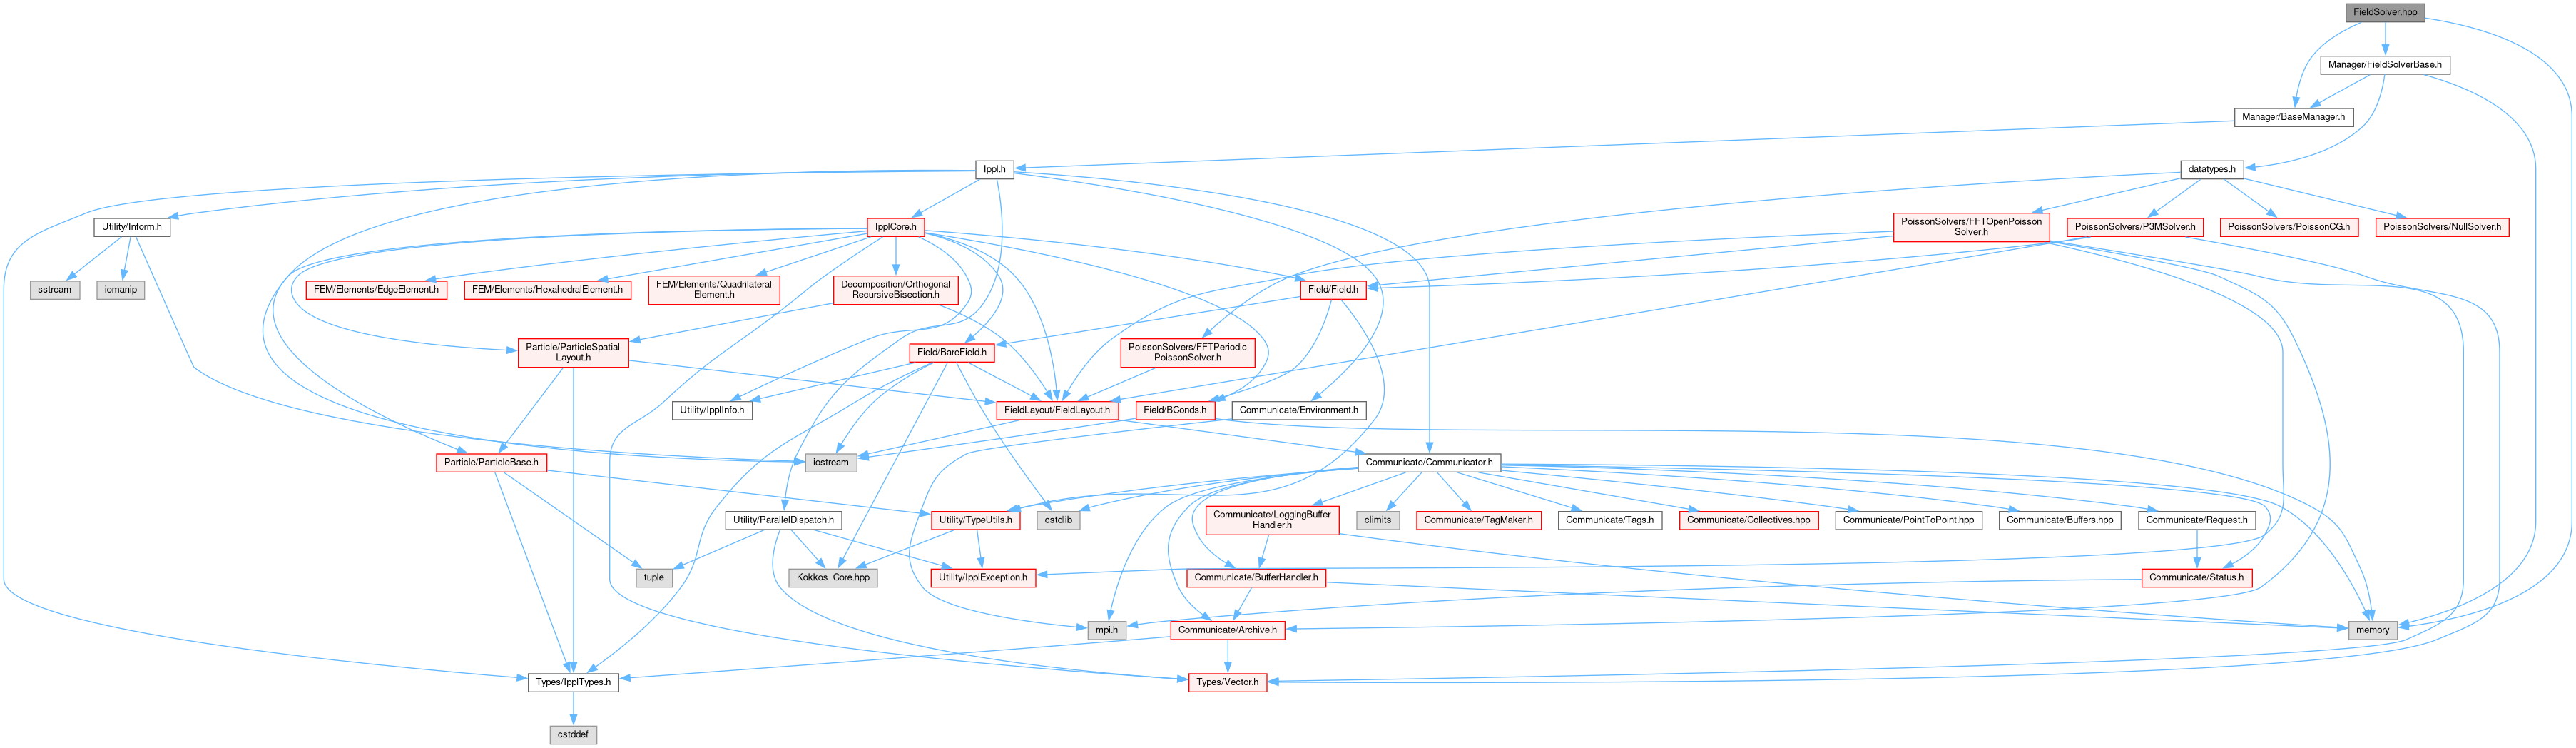 FieldSolver.hpp
Manager/FieldSolverBase.h
Manager/BaseManager.h
Ippl.h
datatypes.h
Utility/Inform.h
IpplCore.h
PoissonSolvers/FFTOpenPoisson
Solver.h
PoissonSolvers/P3MSolver.h
PoissonSolvers/PoissonCG.h
PoissonSolvers/NullSolver.h
sstream
iomanip
FEM/Elements/EdgeElement.h
FEM/Elements/HexahedralElement.h
FEM/Elements/Quadrilateral
Element.h
Decomposition/Orthogonal
RecursiveBisection.h
Field/Field.h
Particle/ParticleSpatial
Layout.h
Field/BareField.h
PoissonSolvers/FFTPeriodic
PoissonSolver.h
Utility/IpplInfo.h
FieldLayout/FieldLayout.h
Field/BConds.h
Communicate/Environment.h
Particle/ParticleBase.h
iostream
Communicate/Communicator.h
Utility/ParallelDispatch.h
Utility/TypeUtils.h
cstdlib
Communicate/LoggingBuffer
Handler.h
climits
Communicate/TagMaker.h
Communicate/Tags.h
Communicate/Collectives.hpp
Communicate/PointToPoint.hpp
Communicate/Buffers.hpp
Communicate/Request.h
tuple
Kokkos_Core.hpp
Utility/IpplException.h
Communicate/BufferHandler.h
Communicate/Status.h
mpi.h
Communicate/Archive.h
memory
Types/IpplTypes.h
Types/Vector.h
cstddef